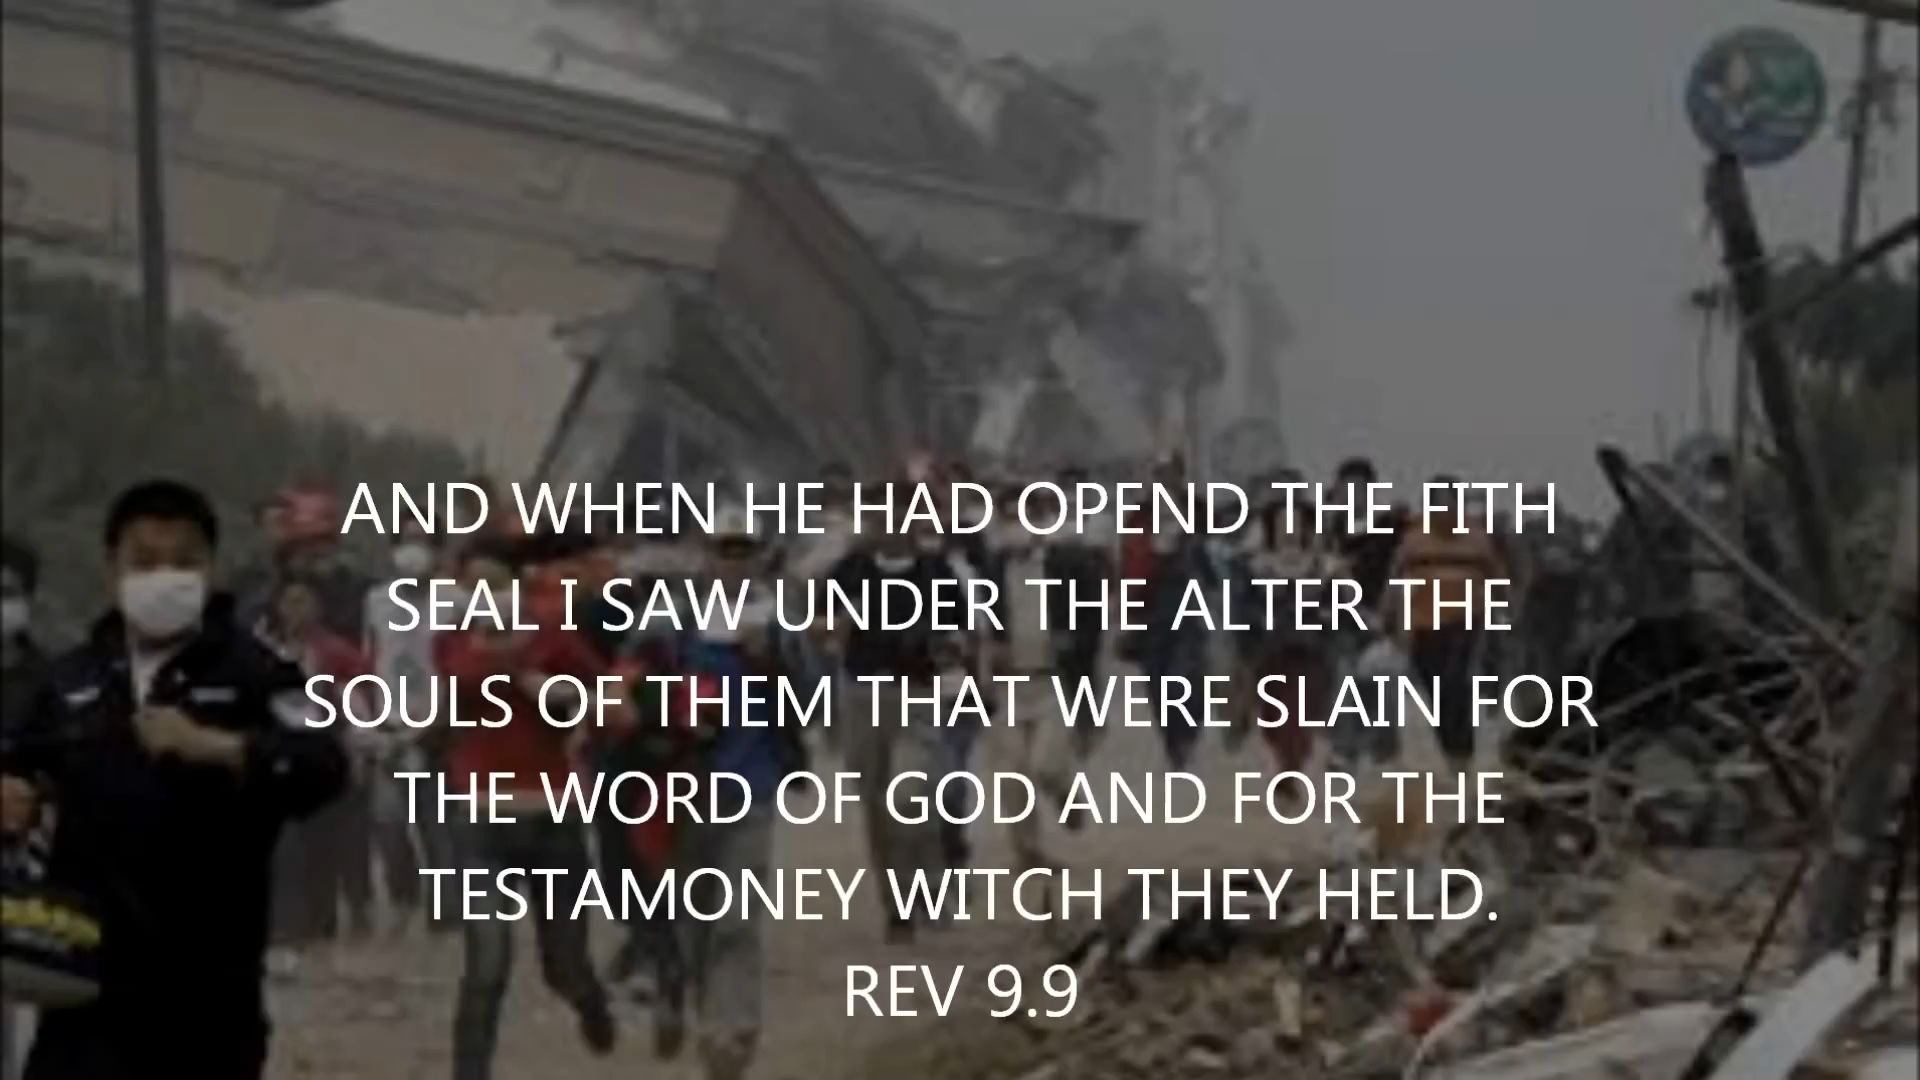 AND WHEN HE HAD OPEND THE FITH
SEAL I SAW UNDER THE ALTER THE
SOULS OF THEM THAT WERE SLAIN FOR
THE WORD OF GOD AND FOR THE
TESTAMONEY WITCH THEY HELD.
REV 9.9